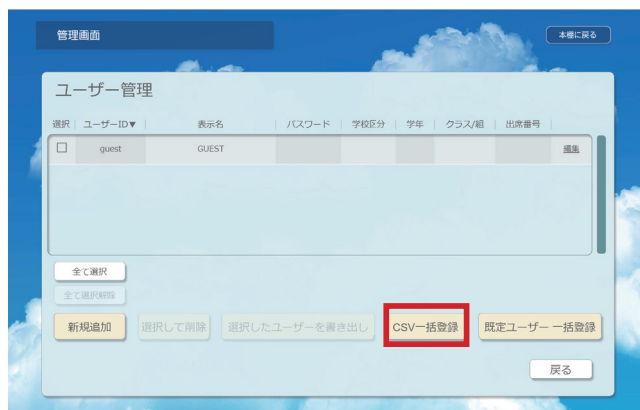 管理画面
本棚に戻る
ユーザー管理
選択 ユーザーID▼ 表示名 パスワード 学校区分 学年 クラス/組 出席番号
guest GUEST 編集
全て選択
全て選択解除
新規追加 選択して削除 選択したユーザーを書き出し CSV一括登録 既定ユーザー 一括登録
戻る